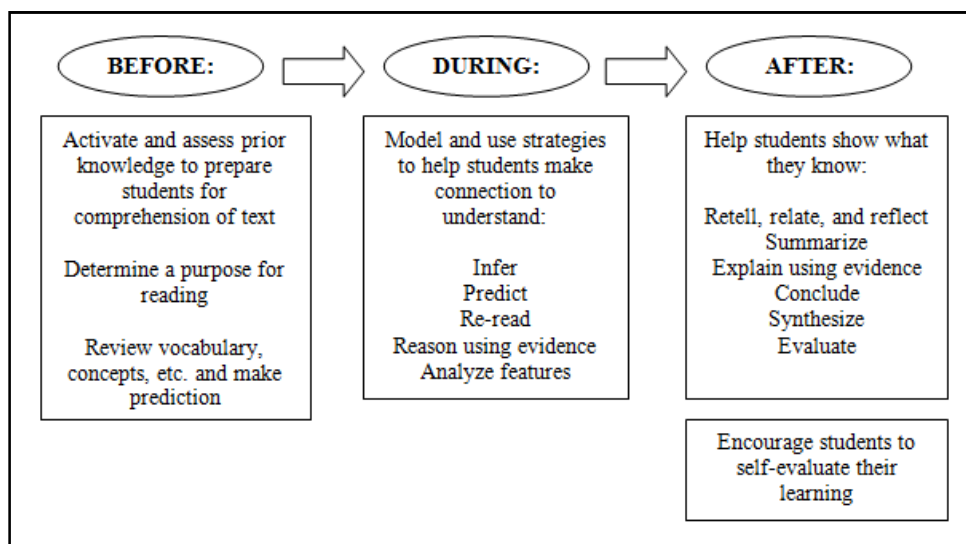 BEFORE:
Activate and assess prior
knowledge to prepare
students for
comprehension of text
Determine a purpose for
reading
Review vocabulary,
concepts, etc. and make
prediction
DURING:
Model and use strategies
to help students make
connection to
understand:
Infer
Predict
Re-read
Reason using evidence
Analyze features
AFTER:
Help students show what
they know:
Retell, relate, and reflect
Summarize
Explain using evidence
Conclude
Synthesize
Evaluate
Encourage students to
self-evaluate their
learning